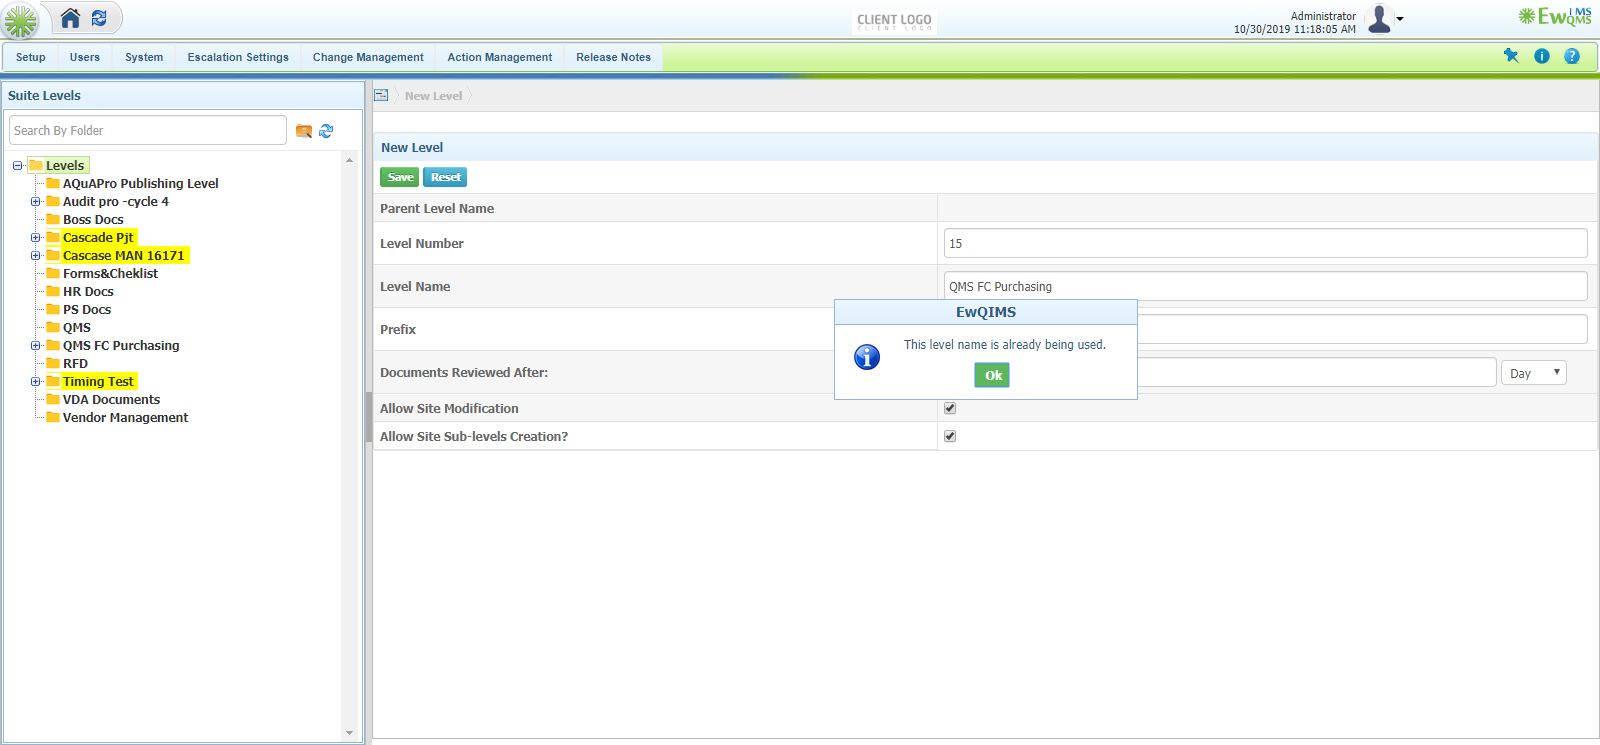 Administrator
10/30/2019 11:18:05 AM
CLIENT LOGO
CLIENT LOGO
EwQIMS
QMS
Setup Users System Escalation Settings Change Management Action Management Release Notes
Suite Levels
Search By Folder
Levels
AQuAPro Publishing Level
Audit pro -cycle 4
Boss Docs
Cascade Pjt
Cascase MAN 16171
Forms&Cheklist
HR Docs
PS Docs
QMS
QMS FC Purchasing
RFD
Timing Test
VDA Documents
Vendor Management
New Level
New Level
Save Reset
Parent Level Name
Level Number 15
Level Name QMS FC Purchasing
Prefix
Documents Reviewed After: Day
Allow Site Modification
Allow Site Sub-levels Creation?
EwQIMS
This level name is already being used.
Ok